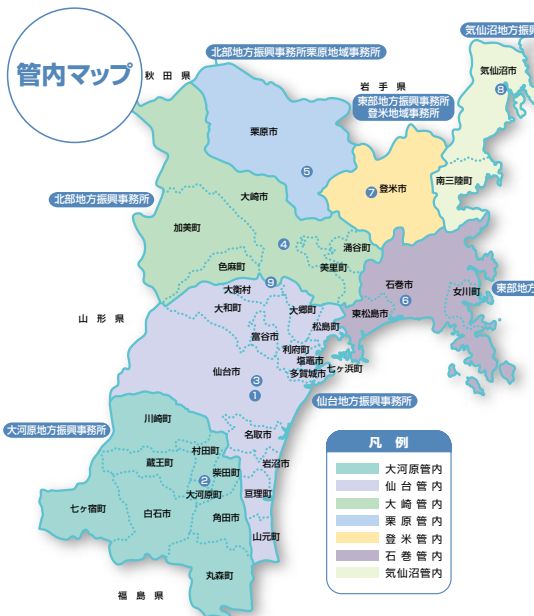 管内マップ
北部地方振興事務所栗原地域事務所
気仙沼地方振興
秋田県
岩手県
気仙沼市
8
東部地方振興事務所
登米地域事務所
栗原市
5
南三陸町
7
登米市
北部地方振興事務所
大崎市
加美町
4
涌谷町
色麻町
美里町
石巻市
女川町
6
東部地方
9
大衡村
大和町
大郷町
松島町
東松島市
山形県
富谷市
利府町
塩竈市
七ヶ浜町
多賀城市
仙台市
3
1
仙台地方振興事務所
川崎町
大河原地方振興事務所
名取市
村田町
蔵王町
柴田町
岩沼市
2
大河原町
亘理町
七ヶ宿町
白石市
角田市
山元町
丸森町
福島県
凡例
大河原管内
仙台管内
大崎管内
栗原管内
登米管内
石巻管内
気仙沼管内